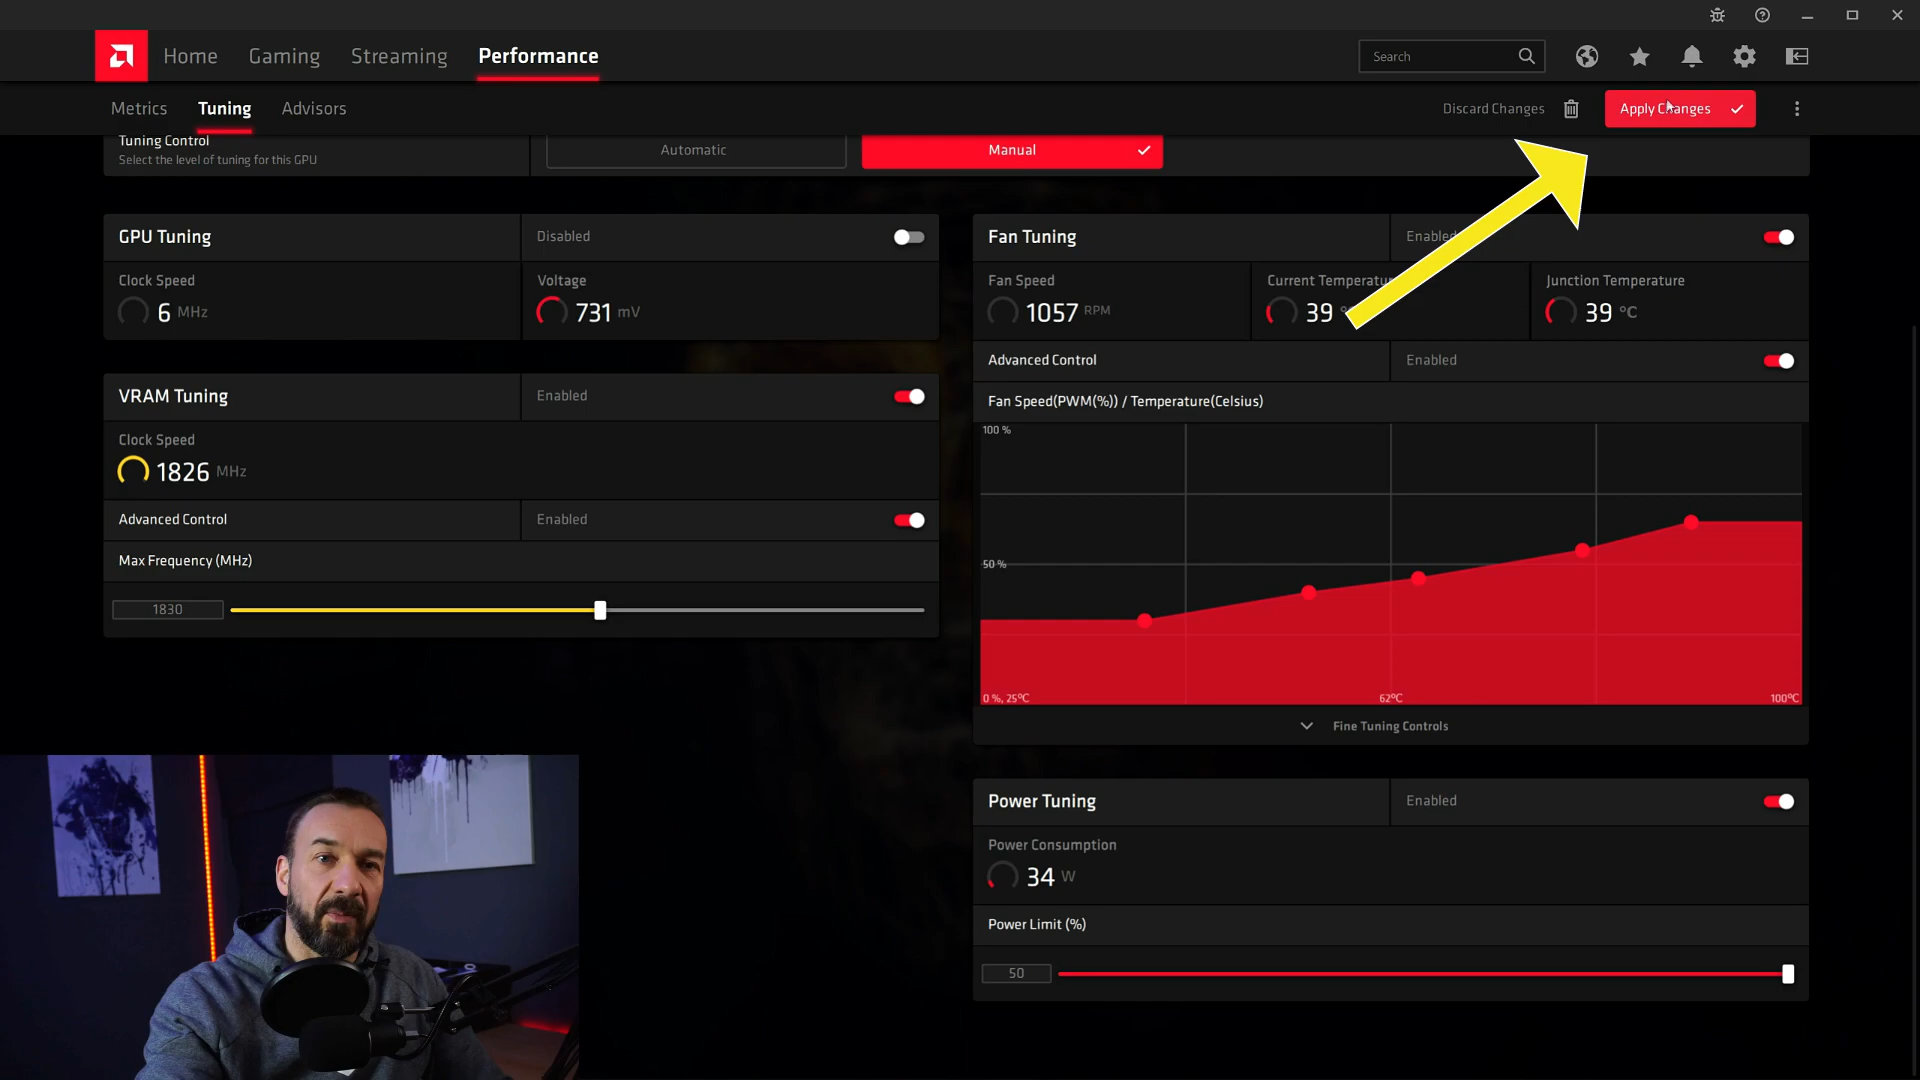 Home Gaming Streaming Performance
Search
Metrics Tuning Advisors
Discard Changes
Apply Changes
Tuning Control
Select the level of tuning for this GPU
Automatic
Manual
GPU Tuning
Disabled
Clock Speed
6 MHz
Voltage
731 mV
VRAM Tuning
Enabled
Clock Speed
1826 MHz
Advanced Control
Enabled
Max Frequency (MHz)
1830
Fan Tuning
Enabled
Fan Speed
1057 RPM
Current Temperatur
39 °
Junction Temperature
39 °C
Advanced Control
Enabled
Fan Speed(PWM(%)) / Temperature(Celsius)
100 %
50 %
0 %, 25°C
62°C
100°C
Fine Tuning Controls
Power Tuning
Enabled
Power Consumption
34 W
Power Limit (%)
50